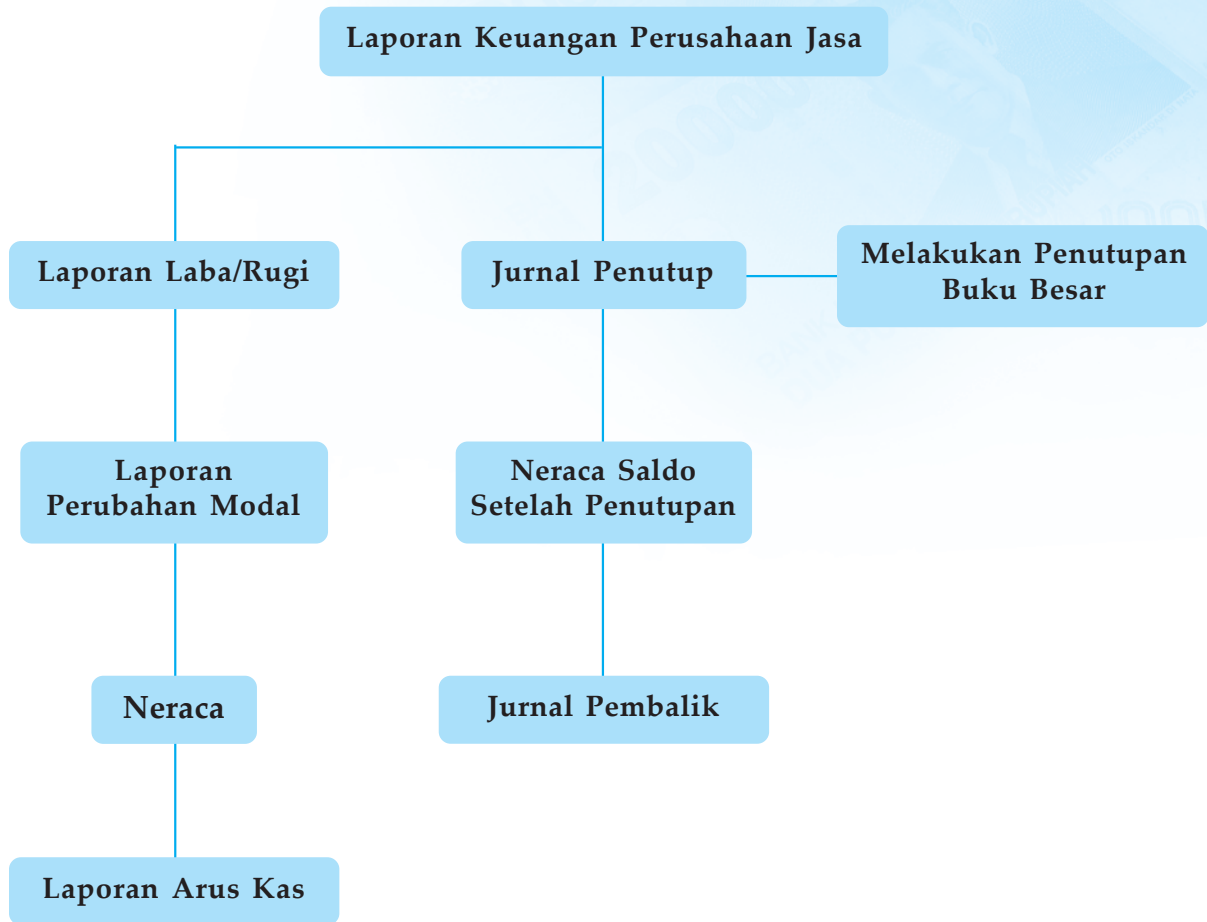 Laporan Keuangan Perusahaan Jasa
Laporan Laba/Rugi
Jurnal Penutup
Melakukan Penutupan
Buku Besar
Laporan
Perubahan Modal
Neraca Saldo
Setelah Penutupan
Neraca
Jurnal Pembalik
Laporan Arus Kas